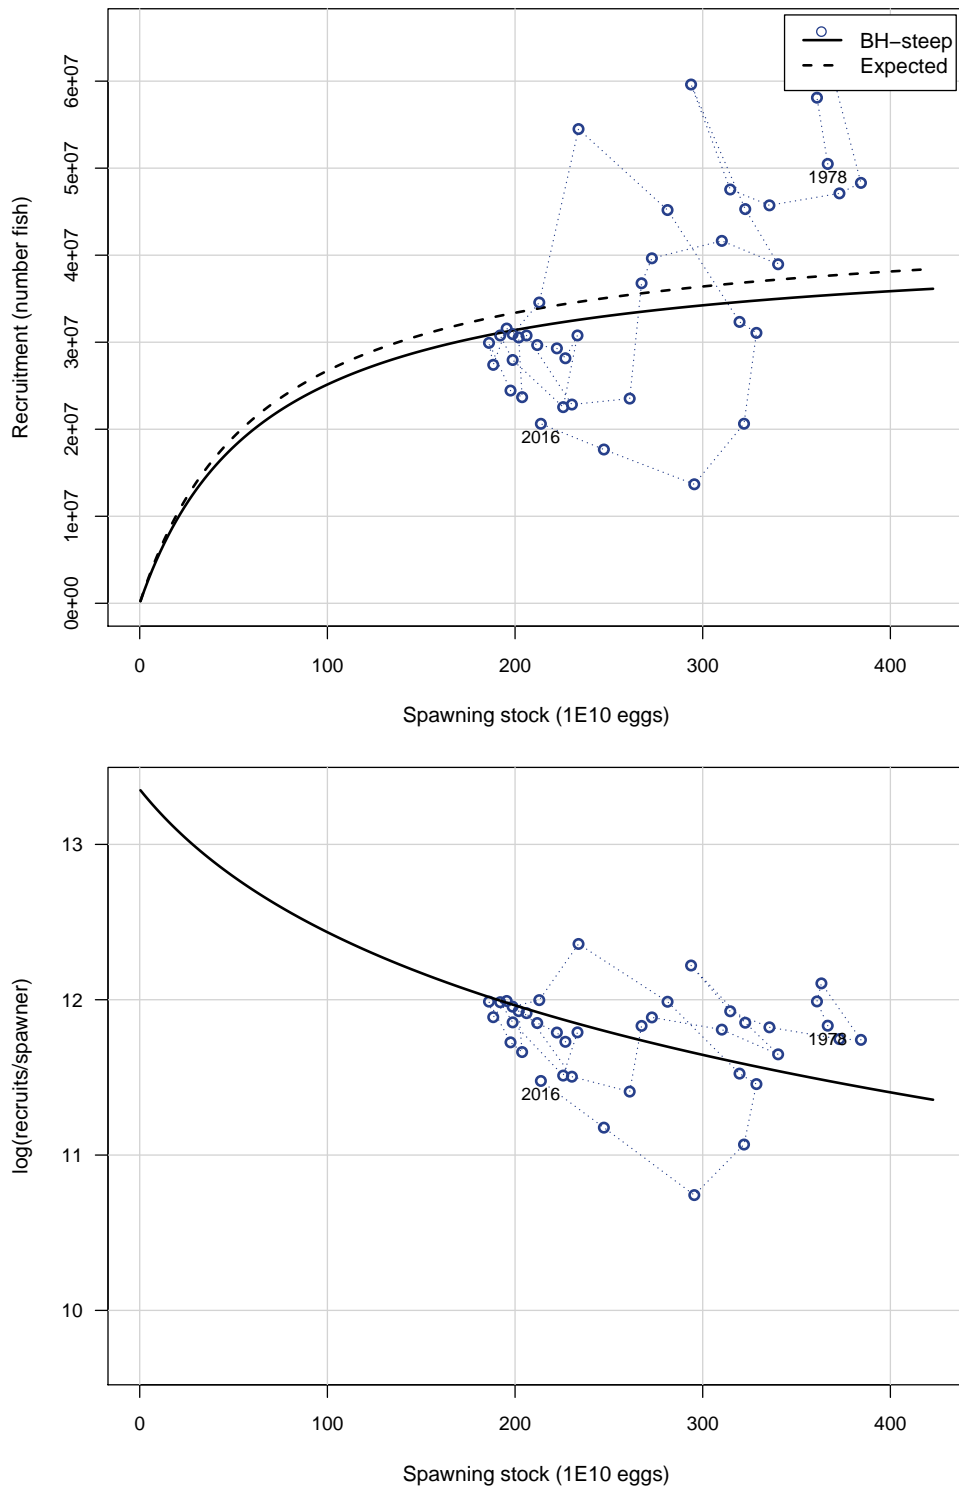 BH−steep
Expected
6e+07
5e+07
4e+07
3e+07
2e+07
1e+07
0e+00
Recruitment (number fish)
1978
2016
0 100 200 300 400
Spawning stock (1E10 eggs)
13
12
11
10
log(recruits/spawner)
1978
2016
0 100 200 300 400
Spawning stock (1E10 eggs)